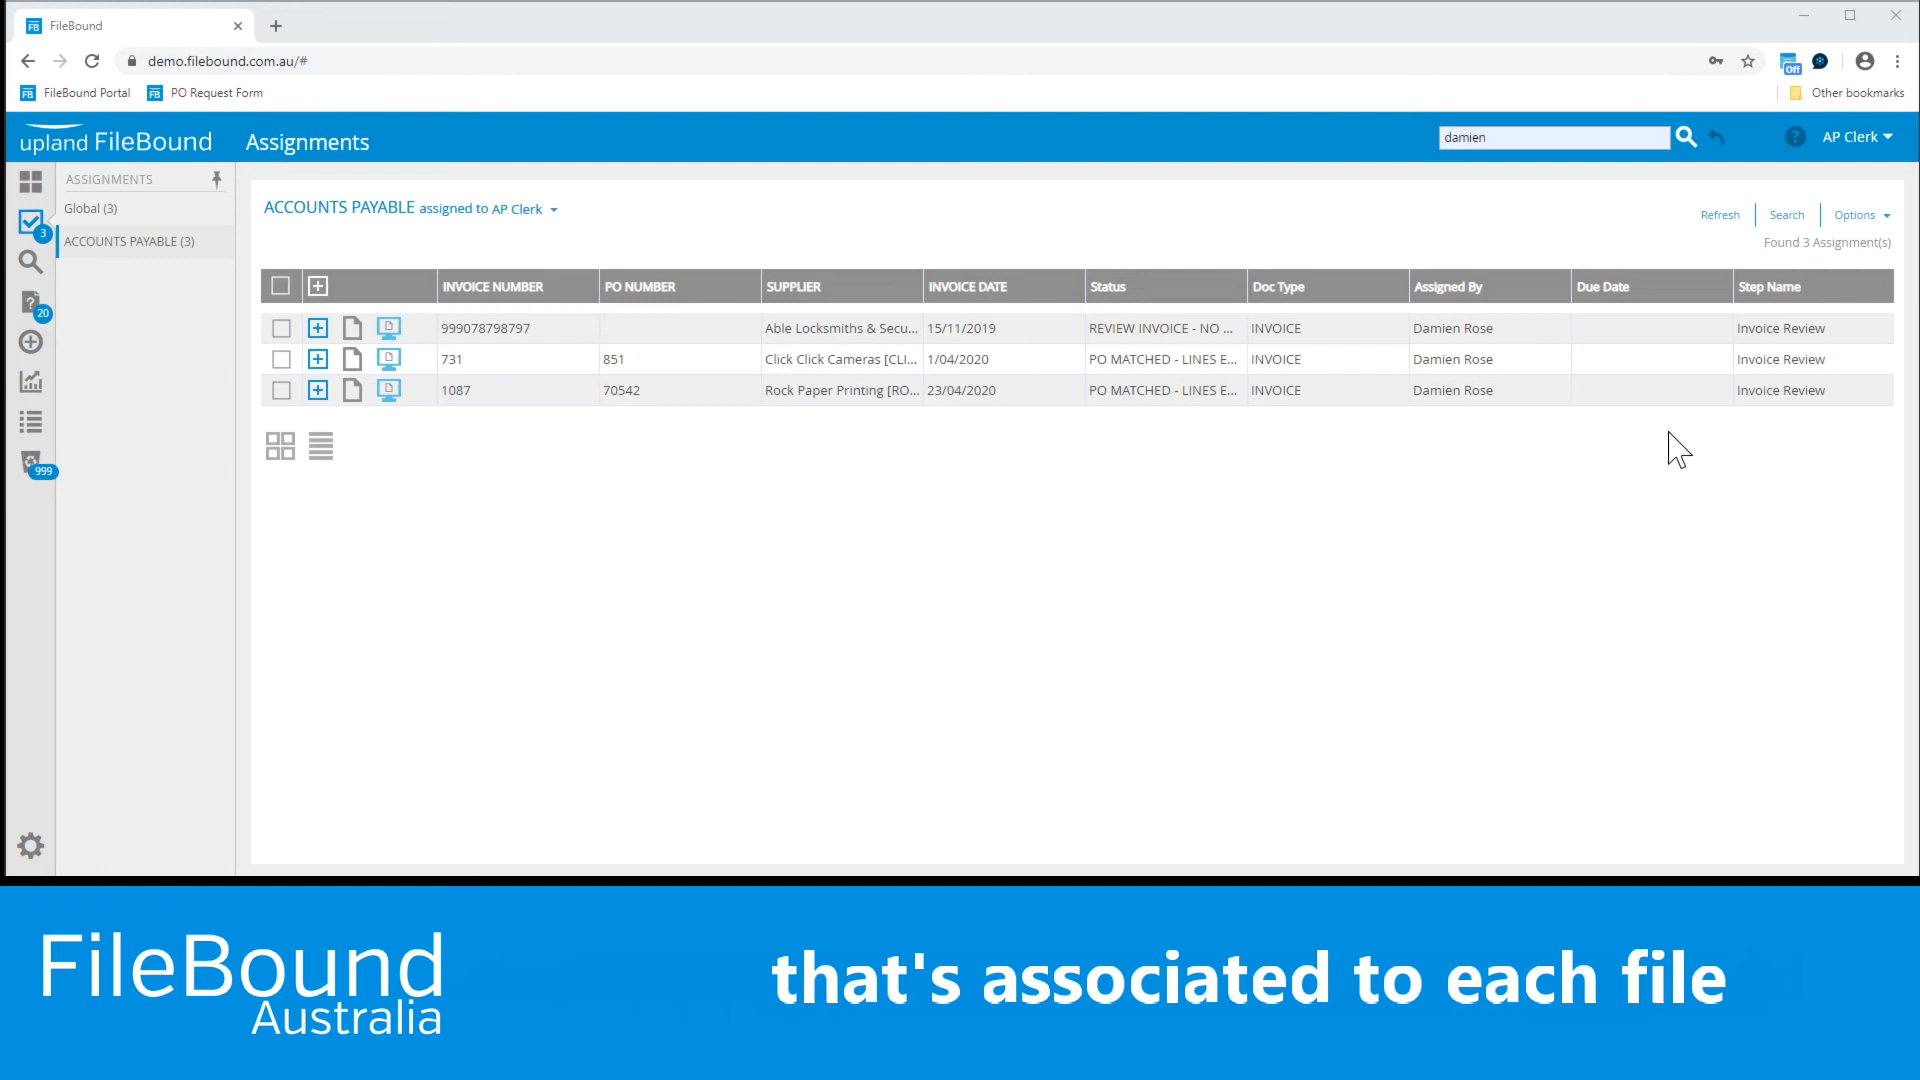 FB FileBound
demo.filebound.com.au/#
Off
FB FileBound Portal FB PO Request Form
Other bookmarks
upland FileBound Assignments
damien
? AP Clerk
ASSIGNMENTS
Global (3)
3
ACCOUNTS PAYABLE (3)
20
999
ACCOUNTS PAYABLE assigned to AP Clerk
Refresh Search Options
Found 3 Assignment(s)
INVOICE NUMBER PO NUMBER SUPPLIER INVOICE DATE Status Doc Type Assigned By Due Date Step Name
999078798797 Able Locksmiths & Secu... 15/11/2019 REVIEW INVOICE - NO ... INVOICE Damien Rose Invoice Review
731 851 Click Click Cameras [CLI... 1/04/2020 PO MATCHED - LINES E... INVOICE Damien Rose Invoice Review
1087 70542 Rock Paper Printing [RO... 23/04/2020 PO MATCHED - LINES E... INVOICE Damien Rose Invoice Review
FileBound
Australia
that's associated to each file